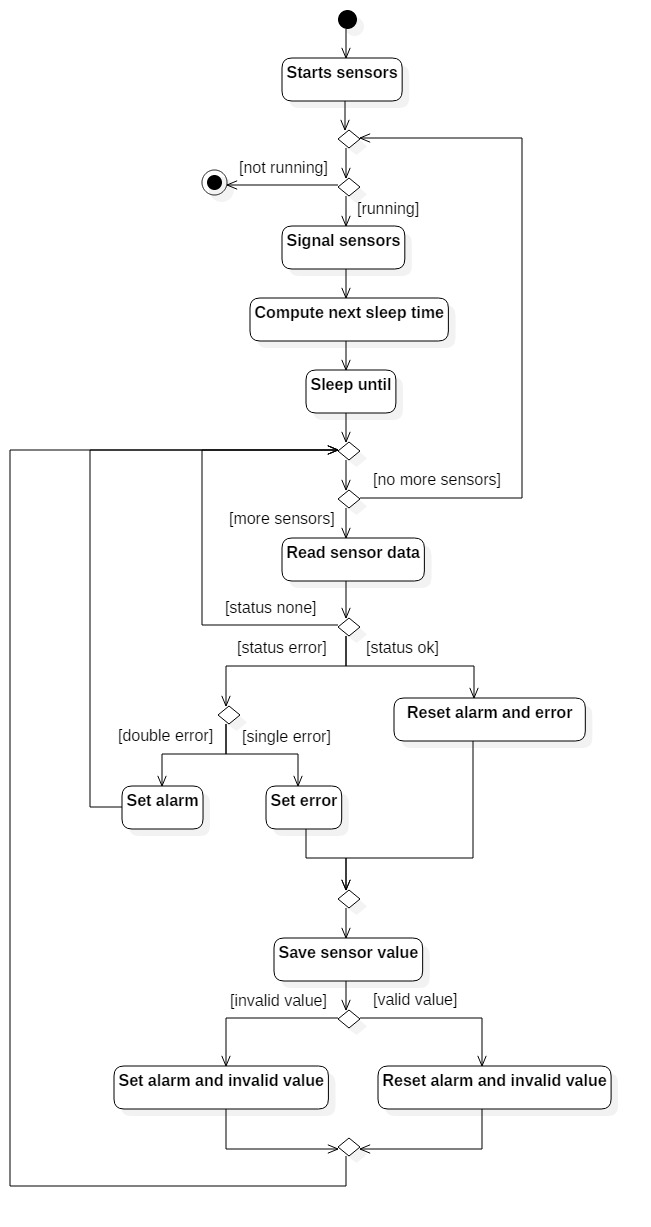 Starts sensors
[not running]
[running]
Signal sensors
Compute next sleep time
Sleep until
[no more sensors]
[more sensors]
Read sensor data
[status none]
[status error]
[status ok]
Reset alarm and error
[double error]
[single error]
Set alarm
Set error
Save sensor value
[invalid value]
[valid value]
Set alarm and invalid value
Reset alarm and invalid value